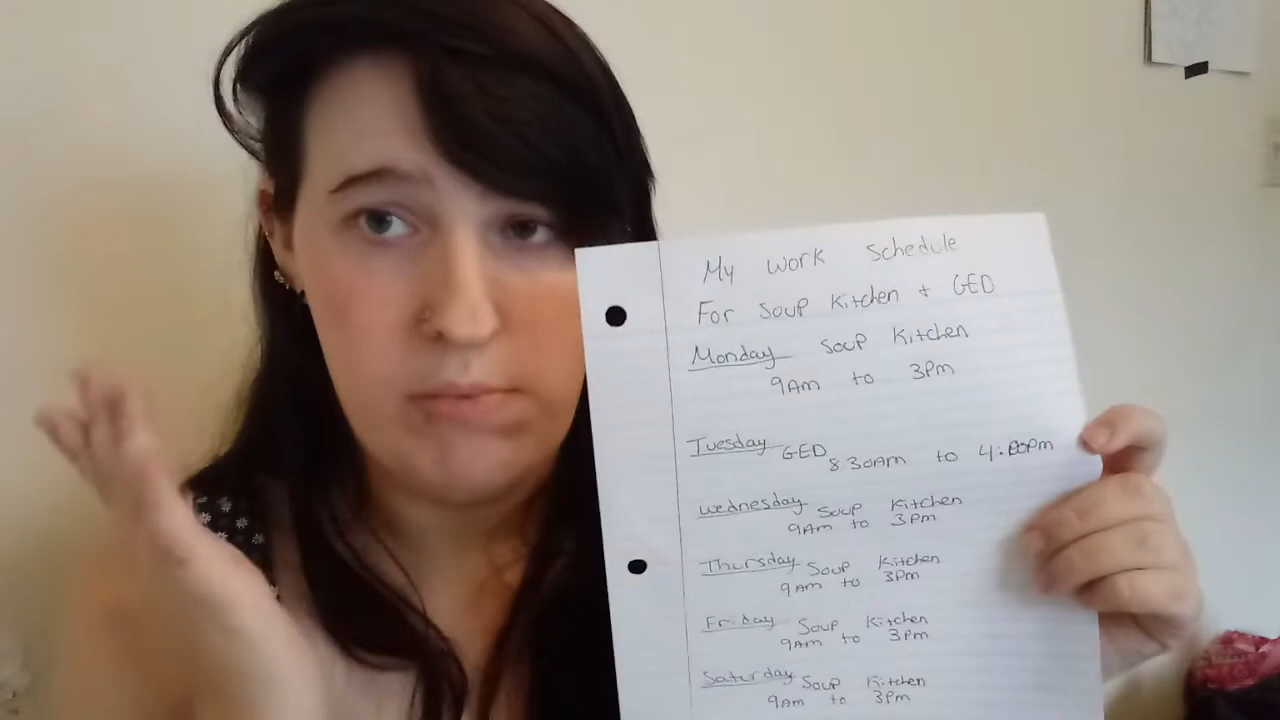 My work schedule
For Soup Kitchen + GED
Monday Soup Kitchen
9Am to 3Pm
Tuesday GED 830Am to 4:00Pm
wednesday Soup Kitchen
9Am to 3Pm
Thursday Soup Kitchen
9Am to 3Pm
Friday Soup Kitchen
9Am to 3Pm
Saturday Soup Kitchen
9Am to 3Pm